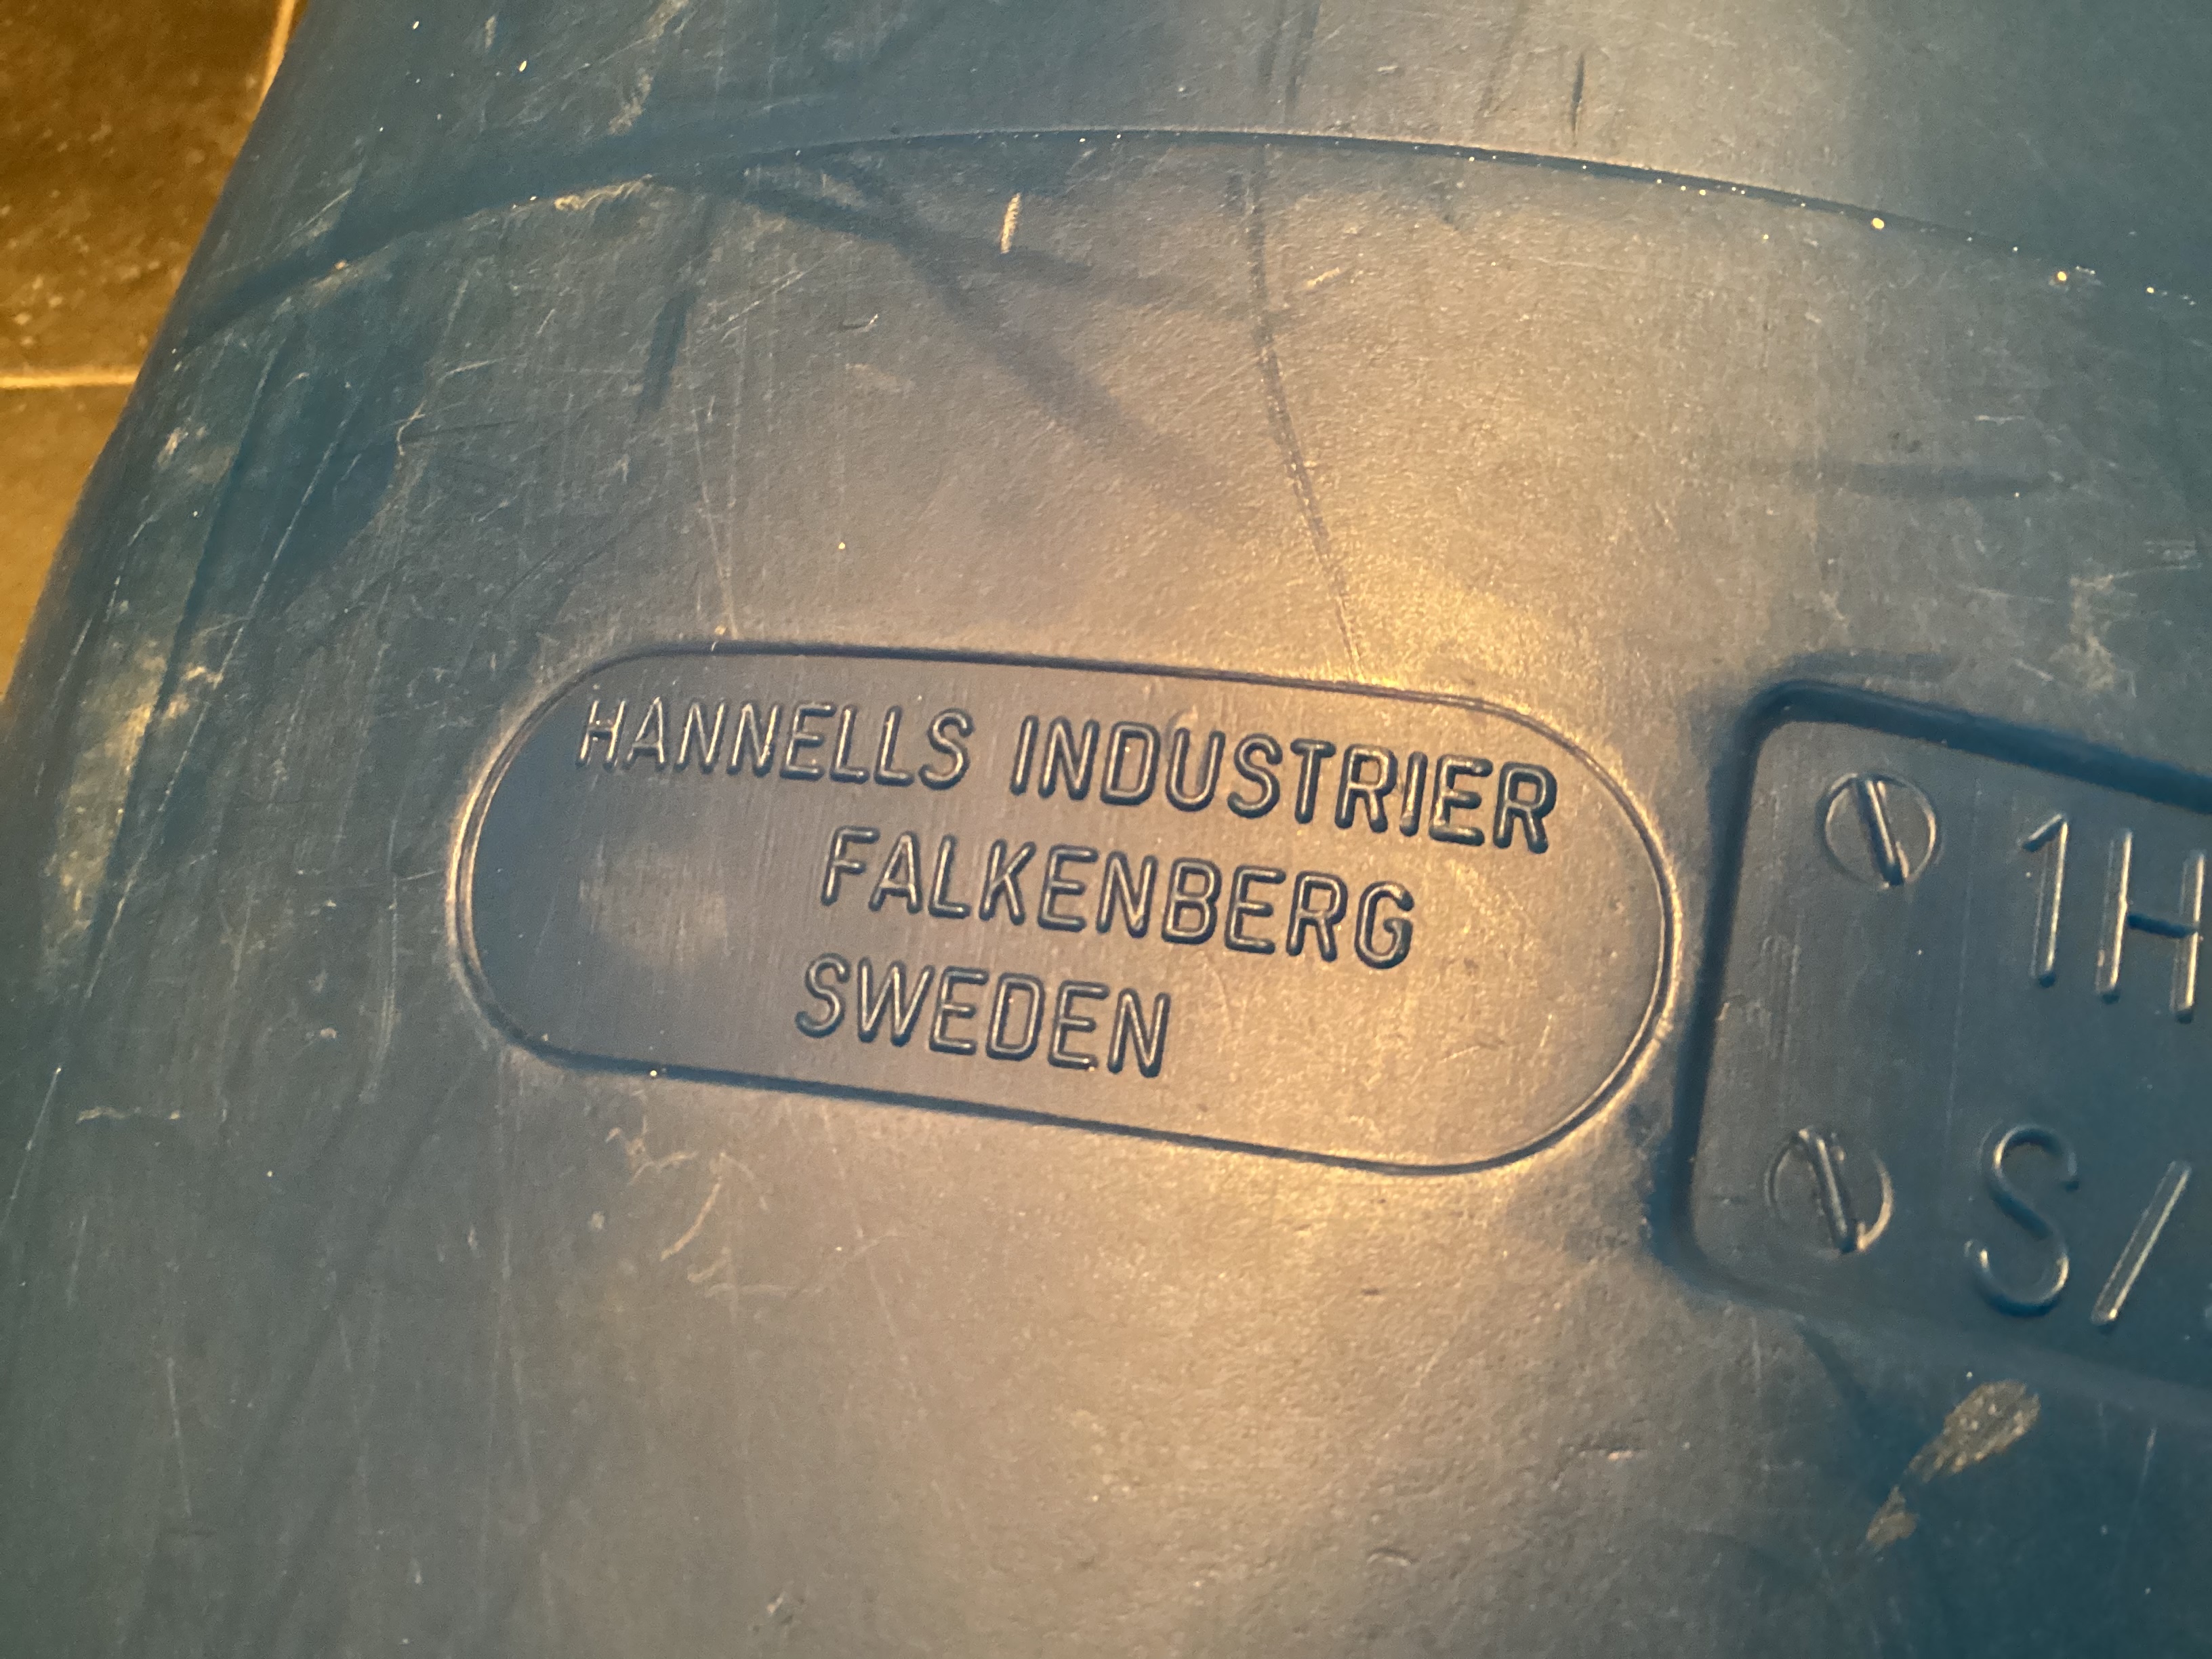 HANNELLS INDUSTRIER
FALKENBERG
SWEDEN
1H
S/